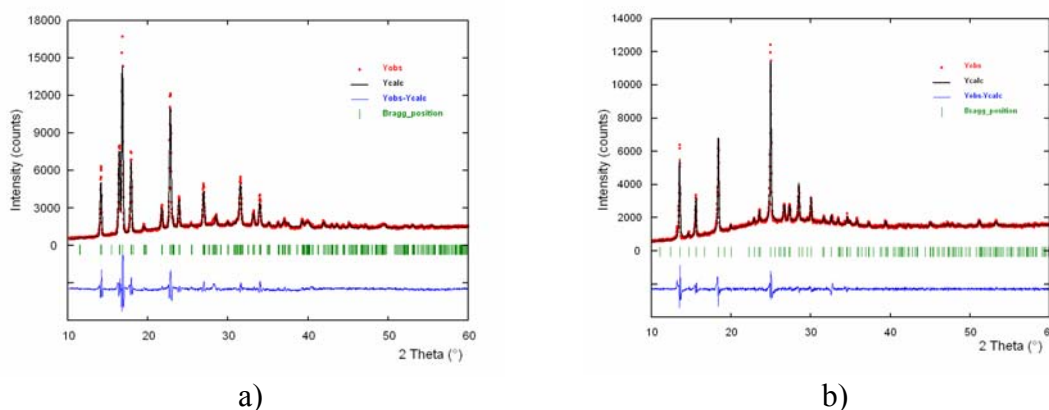 18000
15000
12000
9000
6000
3000
0
Intensity (counts)
Yobs
Ycalc
Yobs-Ycalc
Bragg_position
10 20 30 40 50 60
2 Theta (°)
a)
14000
12000
10000
8000
6000
4000
2000
0
Intensity (counts)
Yobs
Ycalc
Yobs-Ycalc
Bragg_position
10 20 30 40 50 60
2 Theta (°)
b)